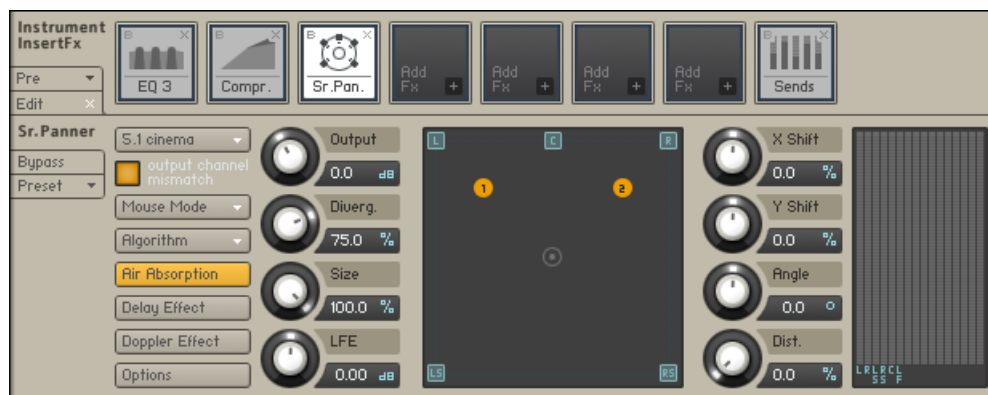 Instrument
InsertFx
Pre
Edit ×
B × EQ 3
B × Compr.
B × Sr.Pan.
Add Fx +
Add Fx +
Add Fx +
Add Fx +
B × Sends
Sr.Panner
Bypass
Preset
5.1 cinema
output channel
mismatch
Mouse Mode
Algorithm
Air Absorption
Delay Effect
Doppler Effect
Options
Output
0.0 dB
Diverg.
75.0 %
Size
100.0 %
LFE
0.00 dB
L C R
1 2
LS RS
X Shift
0.0 %
Y Shift
0.0 %
Angle
0.0 °
Dist.
0.0 %
LRLRCL
SS F